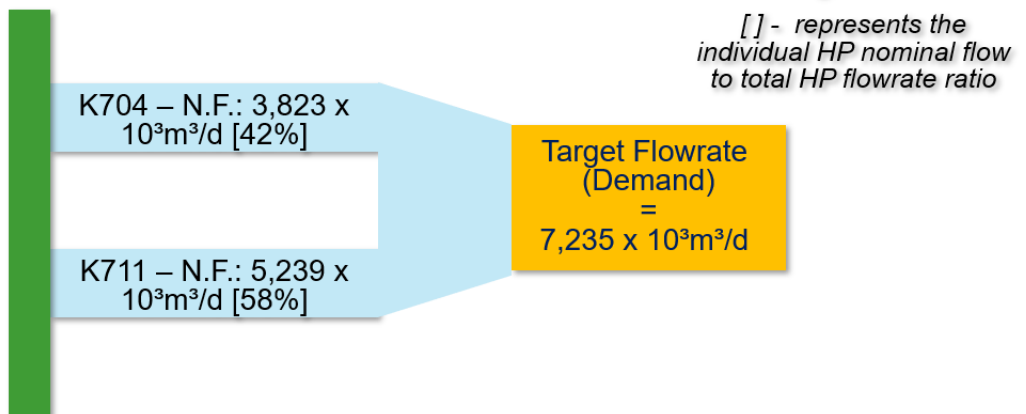 [ ] - represents the
individual HP nominal flow
to total HP flowrate ratio
K704 – N.F.: 3,823 x
10³m³/d [42%]
Target Flowrate
(Demand)
=
7,235 x 10³m³/d
K711 – N.F.: 5,239 x
10³m³/d [58%]